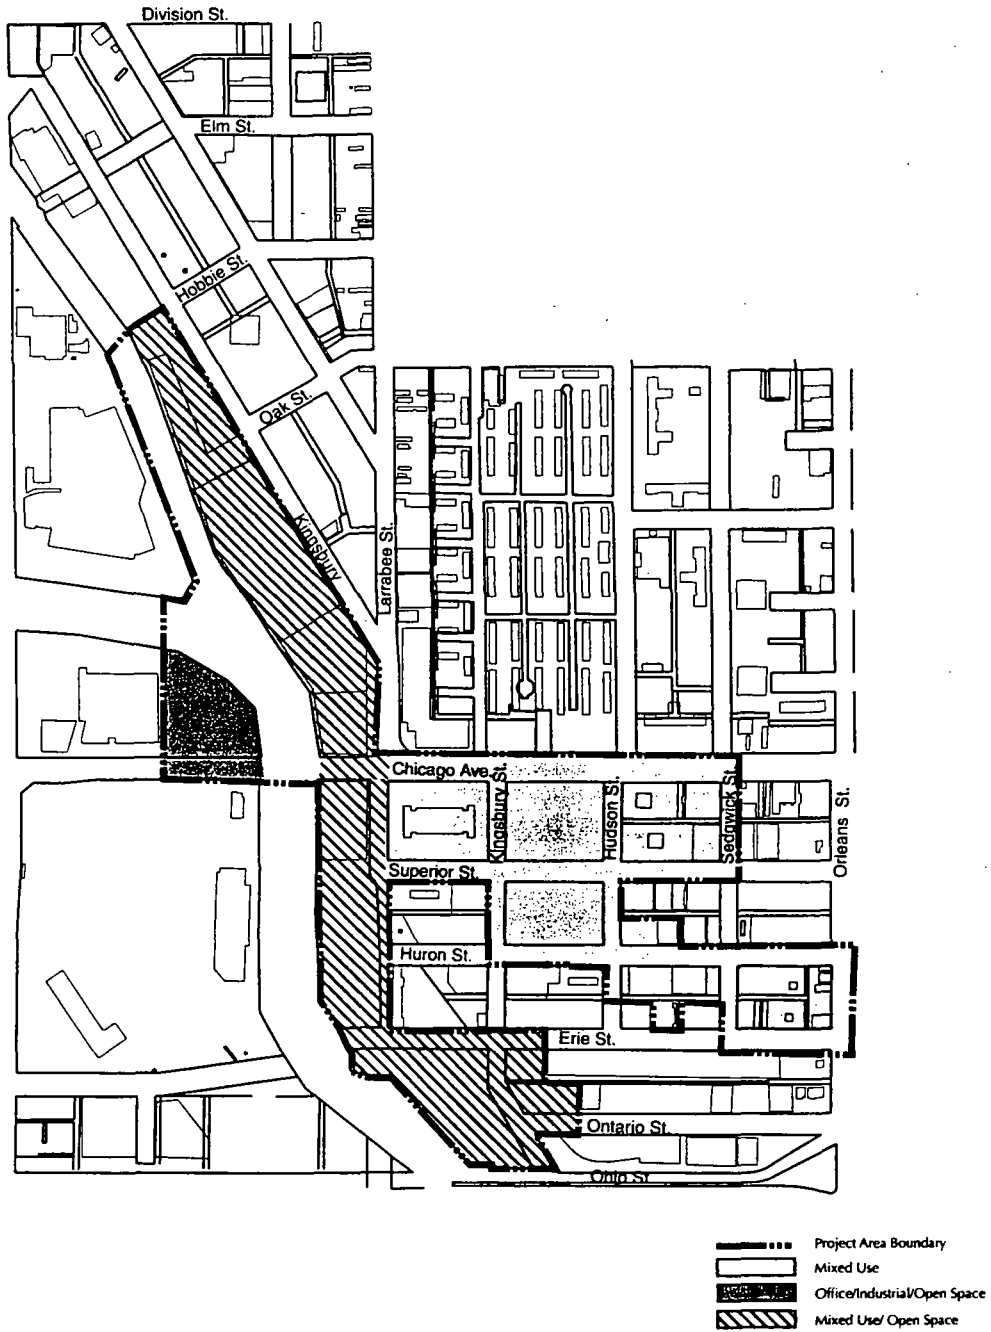 Division St.
Elm St.
Hobbie St.
Oak St.
Kingsbury
Larrabee St.
Chicago Ave.
Kingsbury St.
Hudson St.
Sedgwick St.
Orleans St.
Superior St.
Huron St.
Erie St.
Ontario St.
Ohio St.
Project Area Boundary
Mixed Use
Office/Industrial/Open Space
Mixed Use/ Open Space